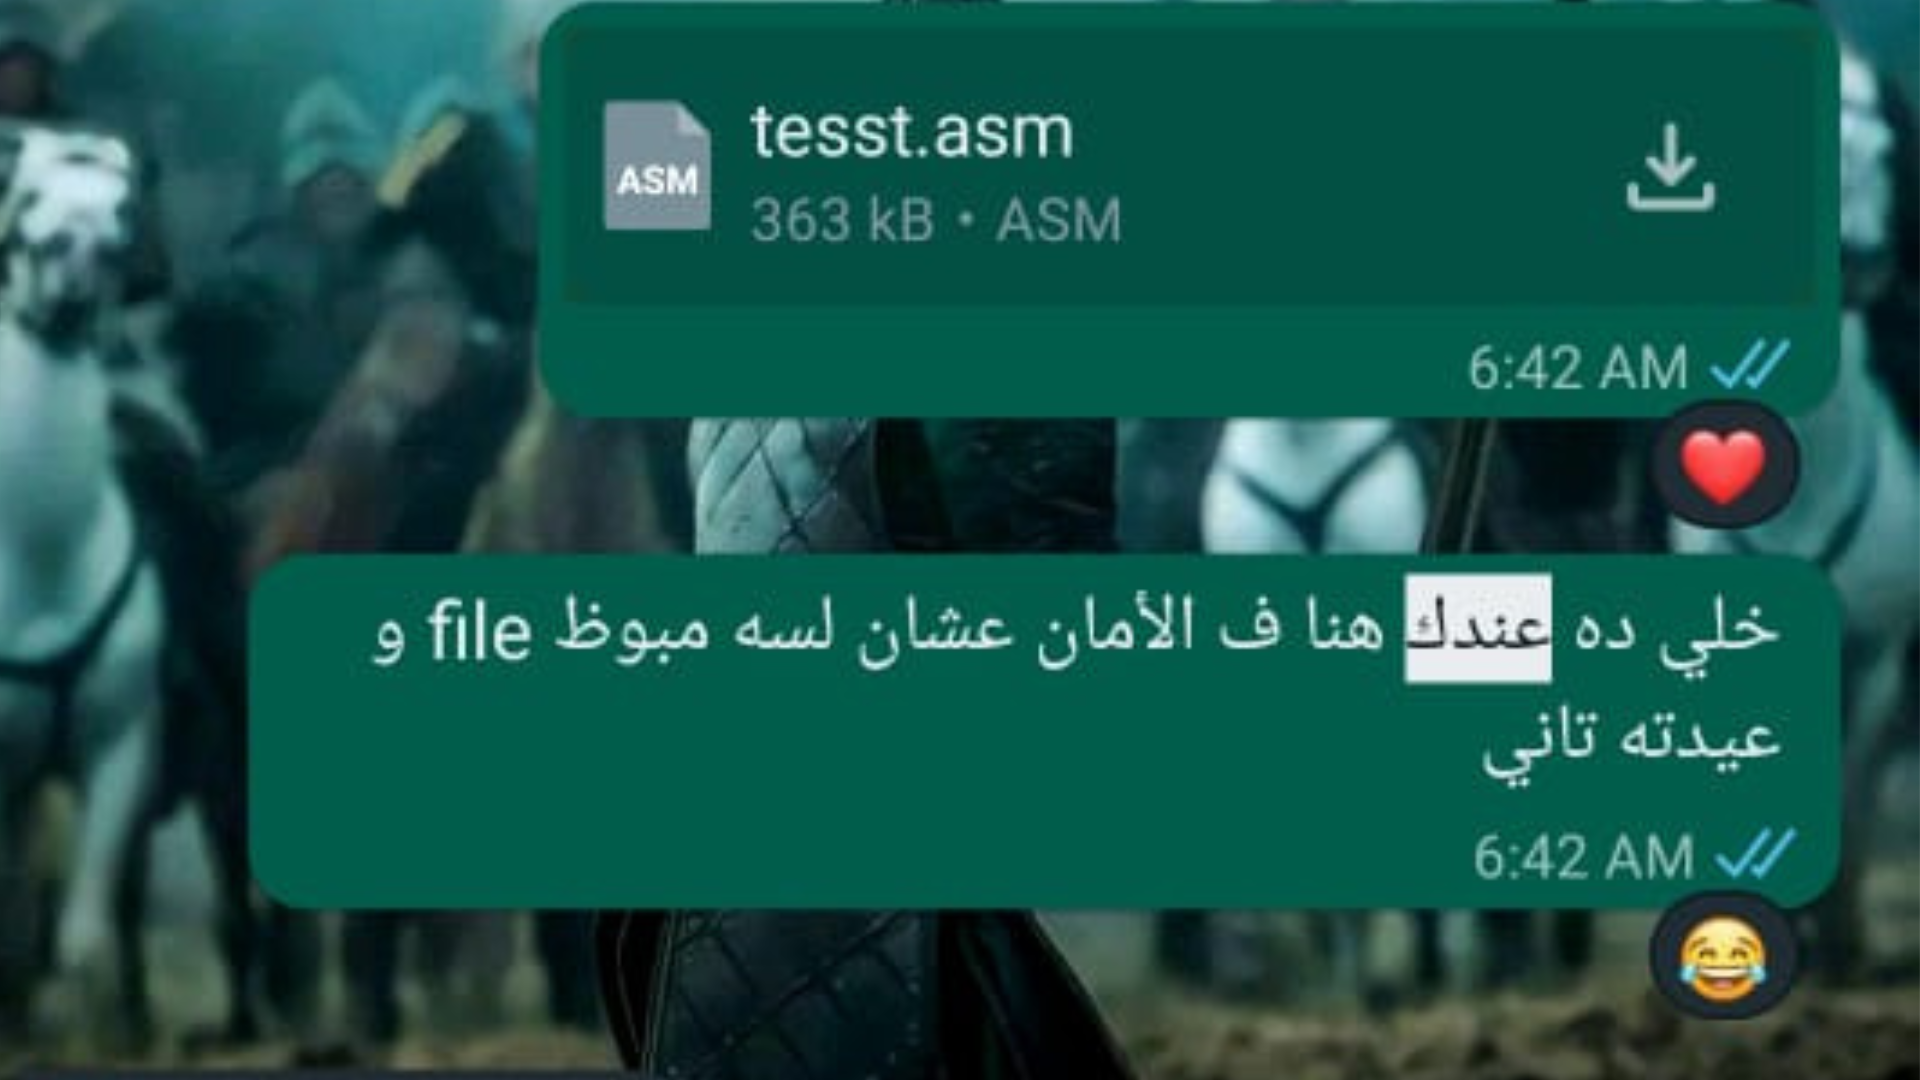 tesst.asm
ASM
363 kB • ASM
6:42 AM
خلي ده عندك هنا ف الأمان عشان لسه مبوظ file و
عيدته تاني
6:42 AM